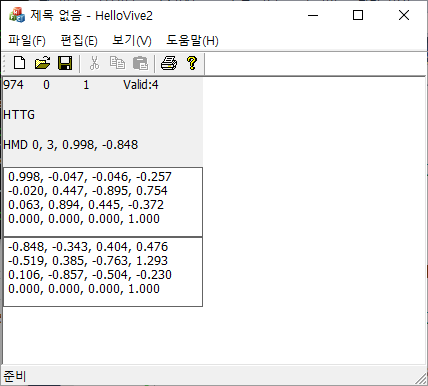 제목 없음 - HelloVive2
파일(F) 편집(E) 보기(V) 도움말(H)
974 0 1 Valid:4
HTTG
HMD 0, 3, 0.998, -0.848
0.998, -0.047, -0.046, -0.257
-0.020, 0.447, -0.895, 0.754
0.063, 0.894, 0.445, -0.372
0.000, 0.000, 0.000, 1.000
-0.848, -0.343, 0.404, 0.476
-0.519, 0.385, -0.763, 1.293
0.106, -0.857, -0.504, -0.230
0.000, 0.000, 0.000, 1.000
준비